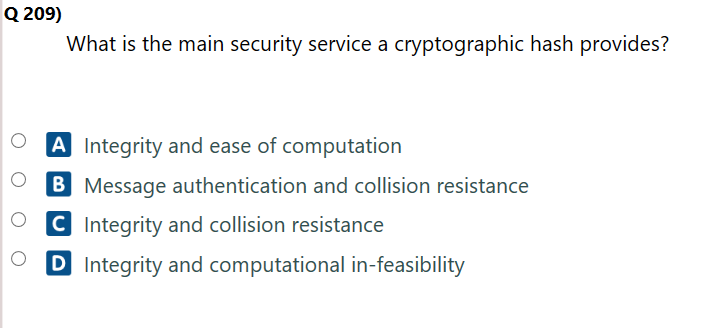 Q 209)
What is the main security service a cryptographic hash provides?
A Integrity and ease of computation
B Message authentication and collision resistance
C Integrity and collision resistance
D Integrity and computational in-feasibility